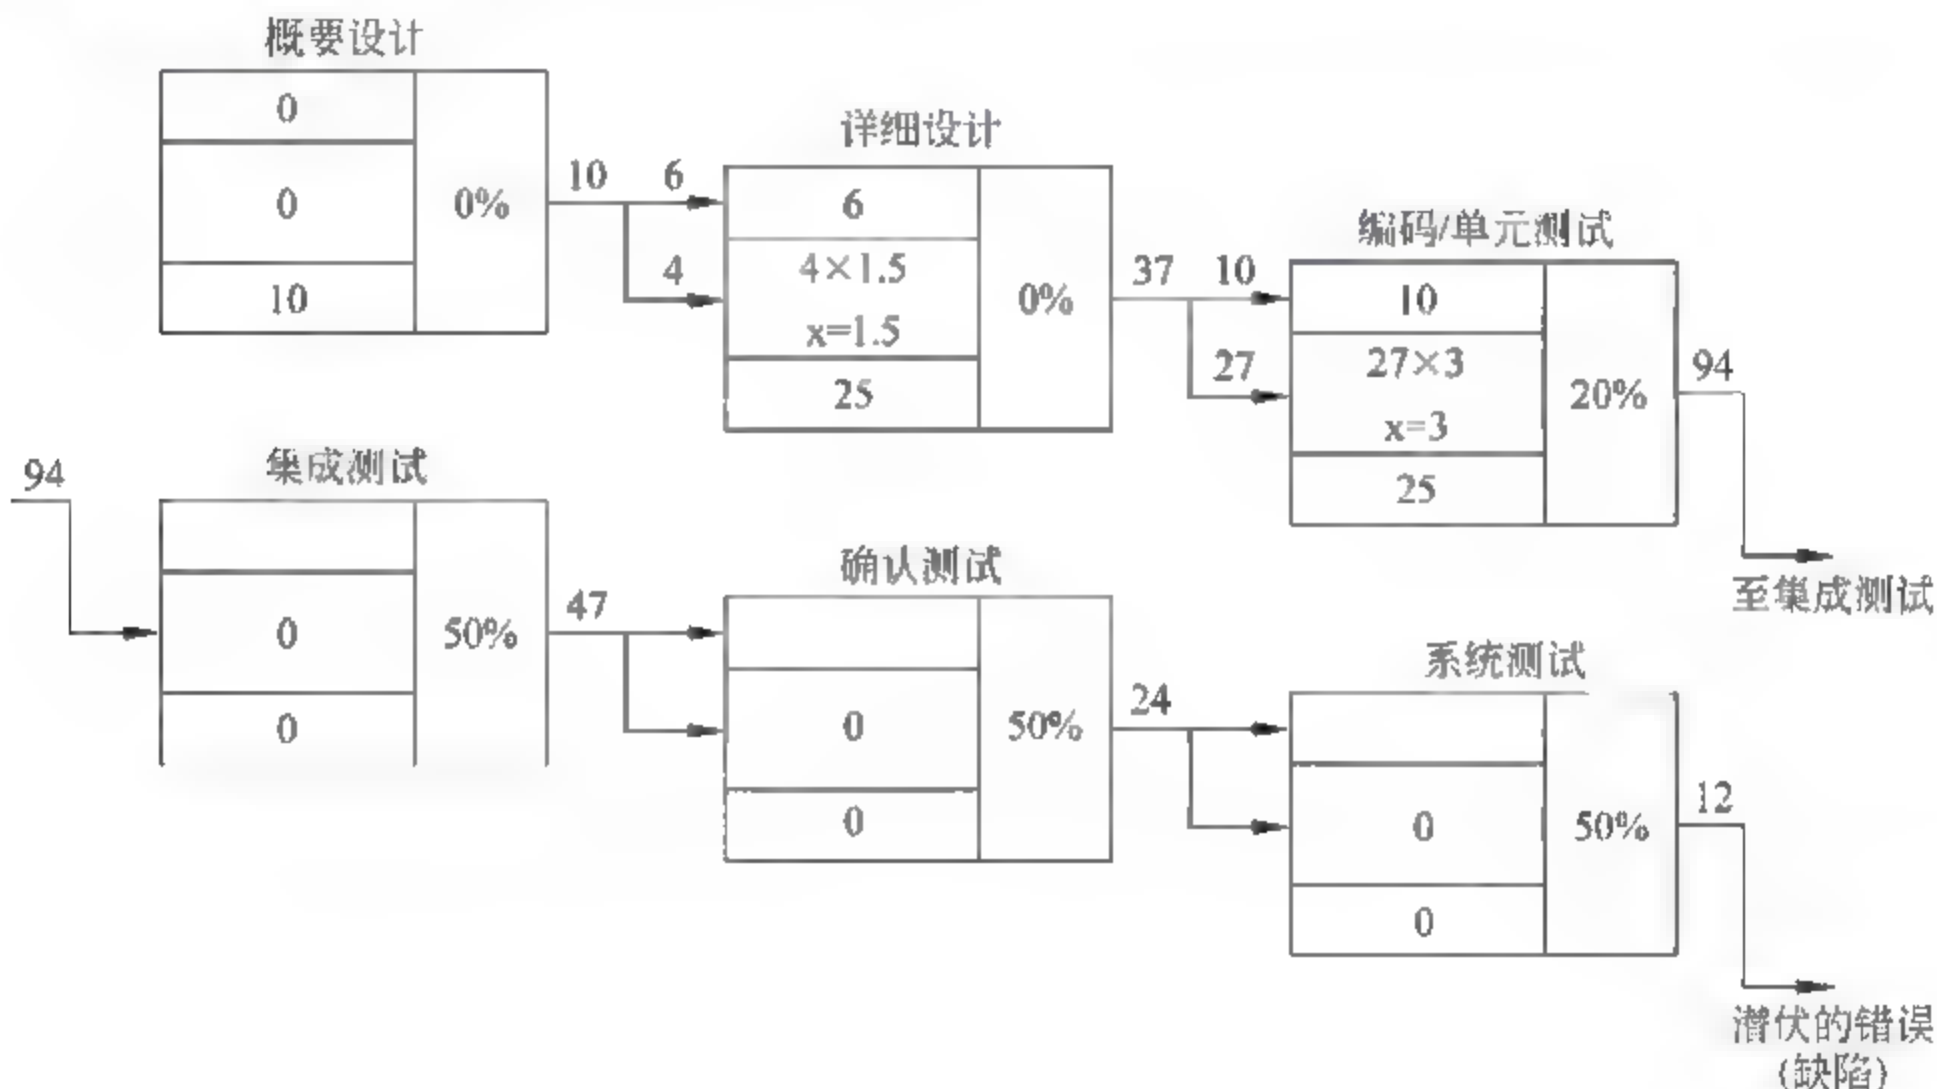 概要设计
0
0
10
0%
10
6
4
详细设计
6
4×1.5
x=1.5
25
0%
37
10
27
编码/单元测试
10
27×3
x=3
25
20%
94
至集成测试
94
集成测试
0
0
50%
47
确认测试
0
0
50%
24
系统测试
0
0
50%
12
潜伏的错误
(缺陷)